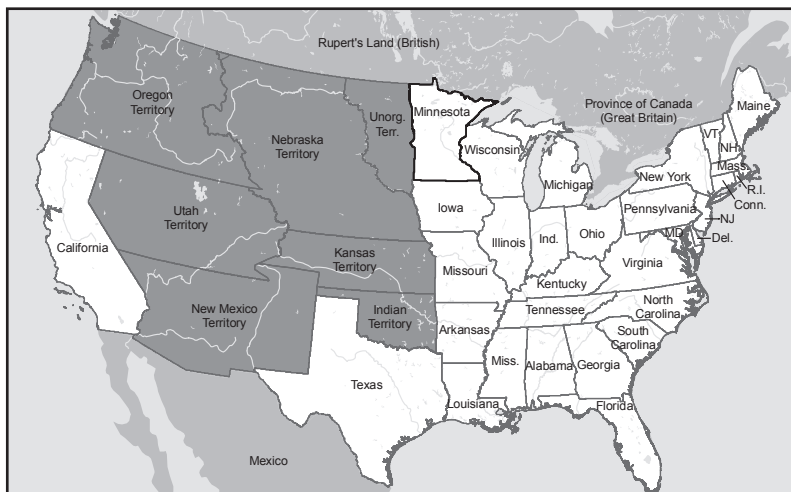 Rupert's Land (British)
Oregon
Territory
Unorg.
Terr.
Minnesota
Province of Canada
(Great Britain)
Maine
Nebraska
Territory
Wisconsin
VT
NH
Mass.
New York
Michigan
R.I.
Conn.
Utah
Territory
Iowa
Pennsylvania
NJ
California
Kansas
Territory
Illinois
Ind.
Ohio
MD
Del.
Missouri
Virginia
Kentucky
New Mexico
Territory
Indian
Territory
Tennessee
North
Carolina
Arkansas
South
Carolina
Texas
Miss.
Alabama
Georgia
Louisiana
Florida
Mexico